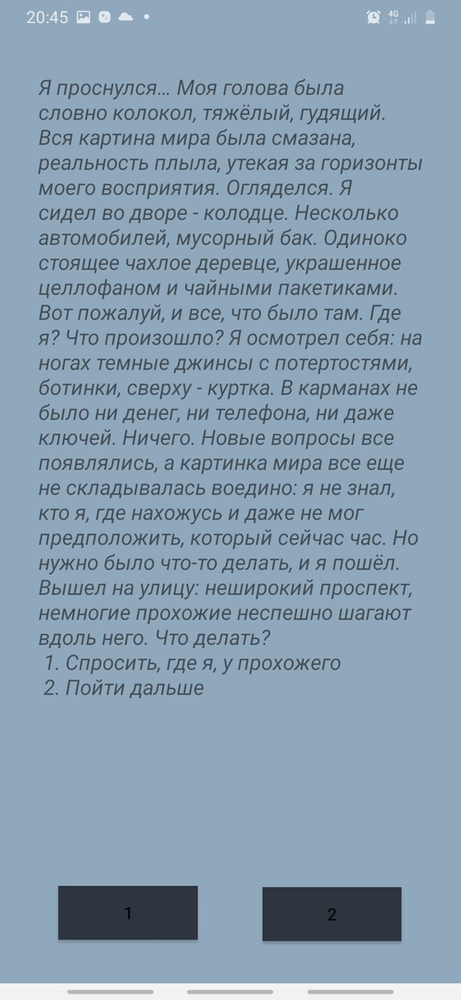 20:45
4G
Я проснулся... Моя голова была
словно колокол, тяжёлый, гудящий.
Вся картина мира была смазана,
реальность плыла, утекая за горизонты
моего восприятия. Огляделся. Я
сидел во дворе - колодце. Несколько
автомобилей, мусорный бак. Одиноко
стоящее чахлое деревце, украшенное
целлофаном и чайными пакетиками.
Вот пожалуй, и все, что было там. Где
я? Что произошло? Я осмотрел себя: на
ногах темные джинсы с потертостями,
ботинки, сверху - куртка. В карманах не
было ни денег, ни телефона, ни даже
ключей. Ничего. Новые вопросы все
появлялись, а картинка мира все еще
не складывалась воедино: я не знал,
кто я, где нахожусь и даже не мог
предположить, который сейчас час. Но
нужно было что-то делать, и я пошёл.
Вышел на улицу: неширокий проспект,
немногие прохожие неспешно шагают
вдоль него. Что делать?
1. Спросить, где я, у прохожего
2. Пойти дальше
1
2